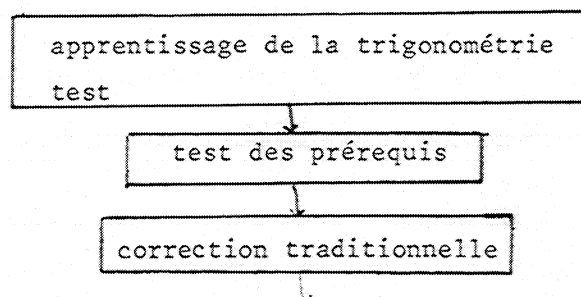 apprentissage de la trigonométrie
test
test des prérequis
correction traditionnelle